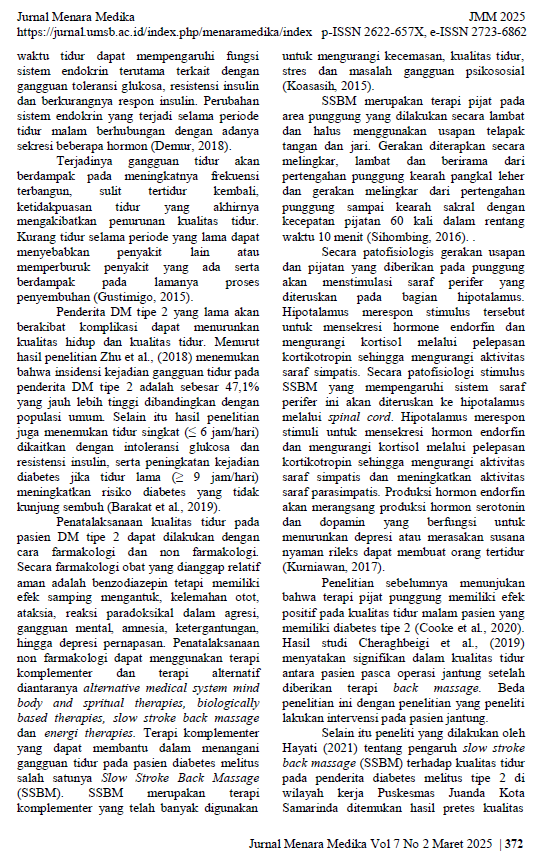 Jurnal Menara Medika JMM 2025
https://jurnal.umsb.ac.id/index.php/menaramedika/index p-ISSN 2622-657X, e-ISSN 2723-6862
waktu tidur dapat mempengaruhi fungsi
sistem endokrin terutama terkait dengan
gangguan toleransi glukosa, resistensi insulin
dan berkurangnya respon insulin. Perubahan
sistem endokrin yang terjadi selama periode
tidur malam berhubungan dengan adanya
sekresi beberapa hormon (Demur, 2018).
Terjadinya gangguan tidur akan
berdampak pada meningkatnya frekuensi
terbangun, sulit tertidur kembali,
ketidakpuasan tidur yang akhirnya
mengakibatkan penurunan kualitas tidur.
Kurang tidur selama periode yang lama dapat
menyebabkan penyakit lain atau
memperburuk penyakit yang ada serta
berdampak pada lamanya proses
penyembuhan (Gustimigo, 2015).
Penderita DM tipe 2 yang lama akan
berakibat komplikasi dapat menurunkan
kualitas hidup dan kualitas tidur. Menurut
hasil penelitian Zhu et al., (2018) menemukan
bahwa insidensi kejadian gangguan tidur pada
penderita DM tipe 2 adalah sebesar 47,1%
yang jauh lebih tinggi dibandingkan dengan
populasi umum. Selain itu hasil penelitian
juga menemukan tidur singkat (≤ 6 jam/hari)
dikaitkan dengan intoleransi glukosa dan
resistensi insulin, serta peningkatan kejadian
diabetes jika tidur lama (≥ 9 jam/hari)
meningkatkan risiko diabetes yang tidak
kunjung sembuh (Barakat et al., 2019).
Penatalaksanaan kualitas tidur pada
pasien DM tipe 2 dapat dilakukan dengan
cara farmakologi dan non farmakologi.
Secara farmakologi obat yang dianggap relatif
aman adalah benzodiazepin tetapi memiliki
efek samping mengantuk, kelemahan otot,
ataksia, reaksi paradoksikal dalam agresi,
gangguan mental, amnesia, ketergantungan,
hingga depresi pernapasan. Penatalaksanaan
non farmakologi dapat menggunakan terapi
komplementer dan terapi alternatif
diantaranya alternative medical system mind
body and spritual therapies, biologically
based therapies, slow stroke back massage
dan energi therapies. Terapi komplementer
yang dapat membantu dalam menangani
gangguan tidur pada pasien diabetes melitus
salah satunya Slow Stroke Back Massage
(SSBM). SSBM merupakan terapi
komplementer yang telah banyak digunakan
untuk mengurangi kecemasan, kualitas tidur,
stres dan masalah gangguan psikososial
(Koasasih, 2015).
SSBM merupakan terapi pijat pada
area punggung yang dilakukan secara lambat
dan halus menggunakan usapan telapak
tangan dan jari. Gerakan diterapkan secara
melingkar, lambat dan berirama dari
pertengahan punggung kearah pangkal leher
dan gerakan melingkar dari pertengahan
punggung sampai kearah sakral dengan
kecepatan pijatan 60 kali dalam rentang
waktu 10 menit (Sihombing, 2016). .
Secara patofisiologis gerakan usapan
dan pijatan yang diberikan pada punggung
akan menstimulasi saraf perifer yang
diteruskan pada bagian hipotalamus.
Hipotalamus merespon stimulus tersebut
untuk mensekresi hormone endorfin dan
mengurangi kortisol melalui pelepasan
kortikotropin sehingga mengurangi aktivitas
saraf simpatis. Secara patofisiologi stimulus
SSBM yang mempengaruhi sistem saraf
perifer ini akan diteruskan ke hipotalamus
melalui spinal cord. Hipotalamus merespon
stimuli untuk mensekresi hormon endorfin
dan mengurangi kortisol melalui pelepasan
kortikotropin sehingga mengurangi aktivitas
saraf simpatis dan meningkatkan aktivitas
saraf parasimpatis. Produksi hormon endorfin
akan merangsang produksi hormon serotonin
dan dopamin yang berfungsi untuk
menurunkan depresi atau merasakan susana
nyaman rileks dapat membuat orang tertidur
(Kurniawan, 2017).
Penelitian sebelumnya menunjukan
bahwa terapi pijat punggung memiliki efek
positif pada kualitas tidur malam pasien yang
memiliki diabetes tipe 2 (Cooke et al., 2020).
Hasil studi Cheraghbeigi et al., (2019)
menyatakan signifikan dalam kualitas tidur
antara pasien pasca operasi jantung setelah
diberikan terapi back massage. Beda
penelitian ini dengan penelitian yang peneliti
lakukan intervensi pada pasien jantung.
Selain itu peneliti yang dilakukan oleh
Hayati (2021) tentang pengaruh slow stroke
back massage (SSBM) terhadap kualitas tidur
pada penderita diabetes melitus tipe 2 di
wilayah kerja Puskesmas Juanda Kota
Samarinda ditemukan hasil pretes kualitas
Jurnal Menara Medika Vol 7 No 2 Maret 2025 | 372